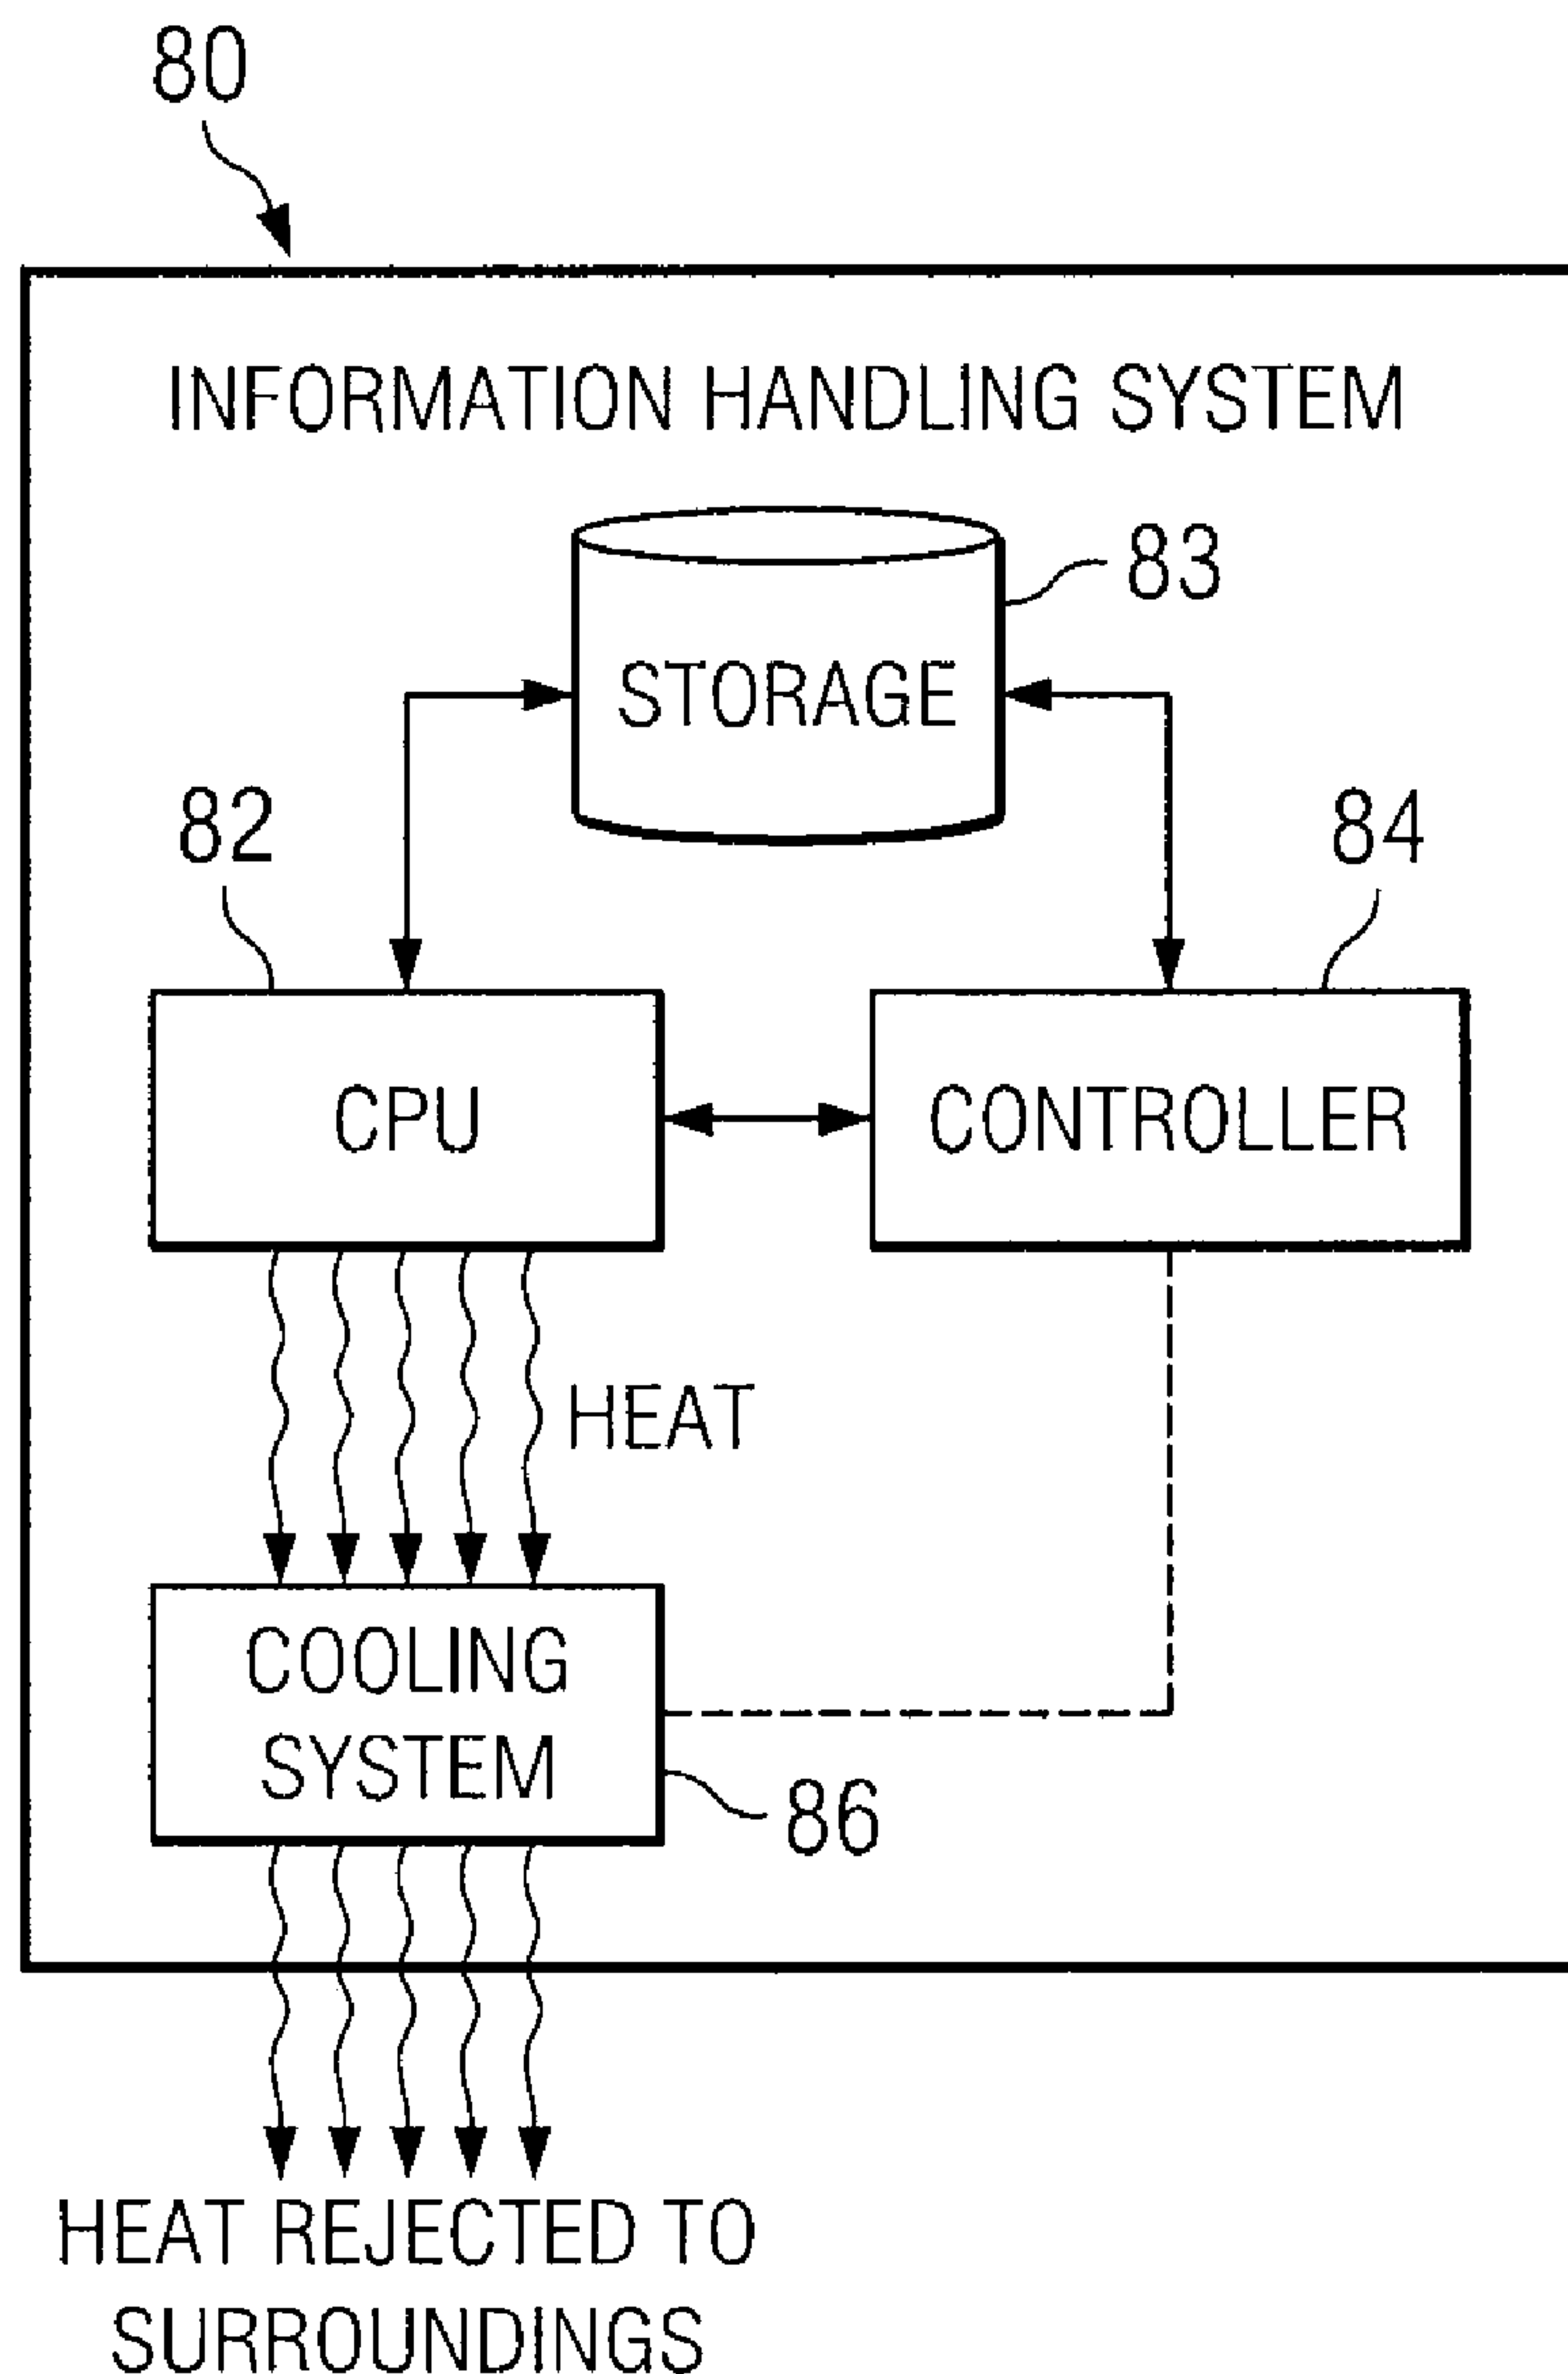 80
INFORMATION HANDLING SYSTEM
83
STORAGE
82
84
CPU
CONTROLLER
HEAT
COOLING
SYSTEM
86
HEAT REJECTED TO
SURROUNDINGS